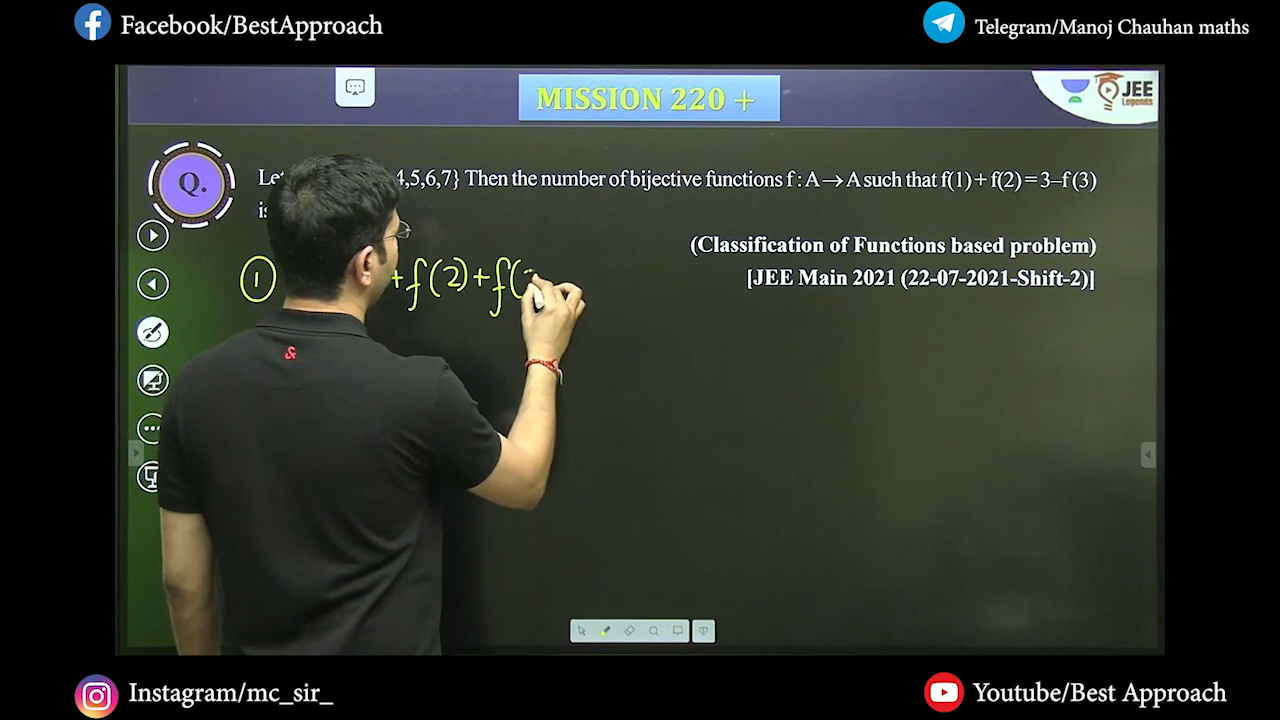 Facebook/BestApproach
Telegram/Manoj Chauhan maths
MISSION 220 +
JEE
Legends
Q.
4,5,6,7} Then the number of bijective functions f : A → A such that f(1) + f(2) = 3–f (3)
(Classification of Functions based problem)
[JEE Main 2021 (22-07-2021-Shift-2)]
1 +f(2)+f(
Instagram/mc_sir_
Youtube/Best Approach